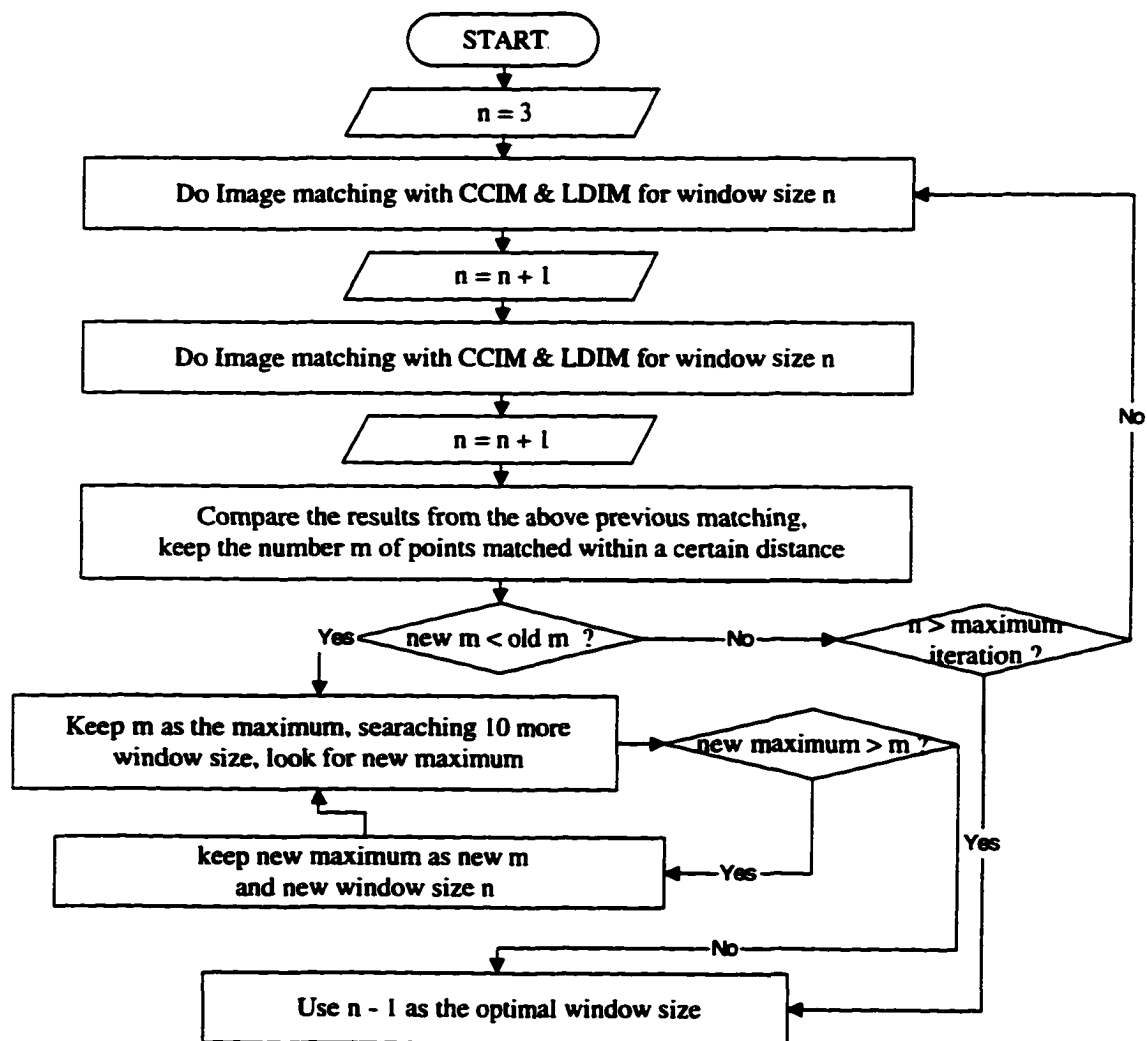 START
n = 3
Do Image matching with CCIM & LDIM for window size n
n = n + 1
Do Image matching with CCIM & LDIM for window size n
n = n + 1
Compare the results from the above previous matching,
keep the number m of points matched within a certain distance
new m < old m ?
Yes
No
n > maximum
iteration ?
No
Keep m as the maximum, searaching 10 more
window size, look for new maximum
new maximum > m ?
Yes
keep new maximum as new m
and new window size n
Yes
No
Use n - 1 as the optimal window size